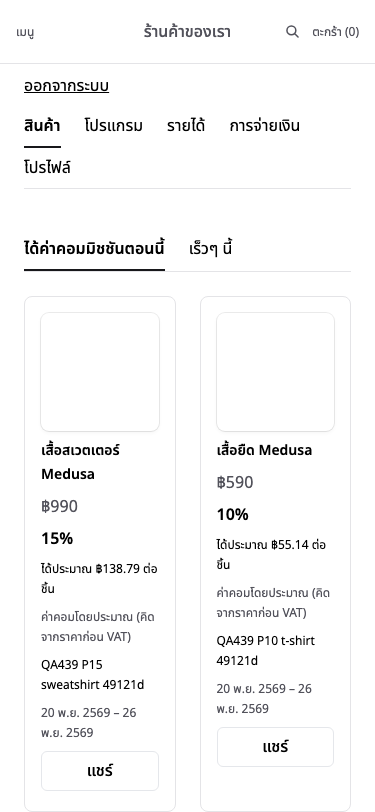 เมนู
ร้านค้าของเรา
ตะกร้า (0)
ออกจากระบบ
สินค้า
โปรแกรม
รายได้
การจ่ายเงิน
โปรไฟล์
ได้ค่าคอมมิชชันตอนนี้
เร็วๆ นี้
เสื้อสเวตเตอร์
Medusa
฿990
15%
ได้ประมาณ ฿138.79 ต่อ
ชิ้น
ค่าคอมโดยประมาณ (คิด
จากราคาก่อน VAT)
QA439 P15
sweatshirt 49121d
20 พ.ย. 2569 – 26
พ.ย. 2569
แชร์
เสื้อยืด Medusa
฿590
10%
ได้ประมาณ ฿55.14 ต่อ
ชิ้น
ค่าคอมโดยประมาณ (คิด
จากราคาก่อน VAT)
QA439 P10 t-shirt
49121d
20 พ.ย. 2569 – 26
พ.ย. 2569
แชร์